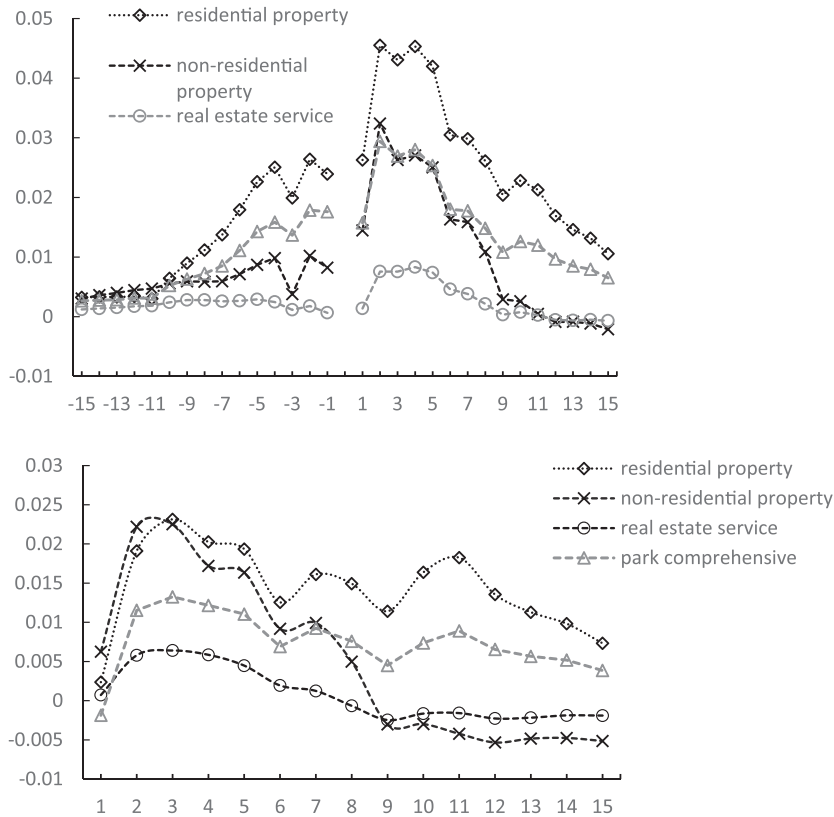 0.05
residential property
0.04
non-residential
property
0.03
real estate service
0.02
0.01
0
-0.01
-15 -13 -11 -9 -7 -5 -3 -1 1 3 5 7 9 11 13 15
0.03
residential property
0.025
non-residential property
0.02
real estate service
0.015
park comprehensive
0.01
0.005
0
-0.005
-0.01
1 2 3 4 5 6 7 8 9 10 11 12 13 14 15